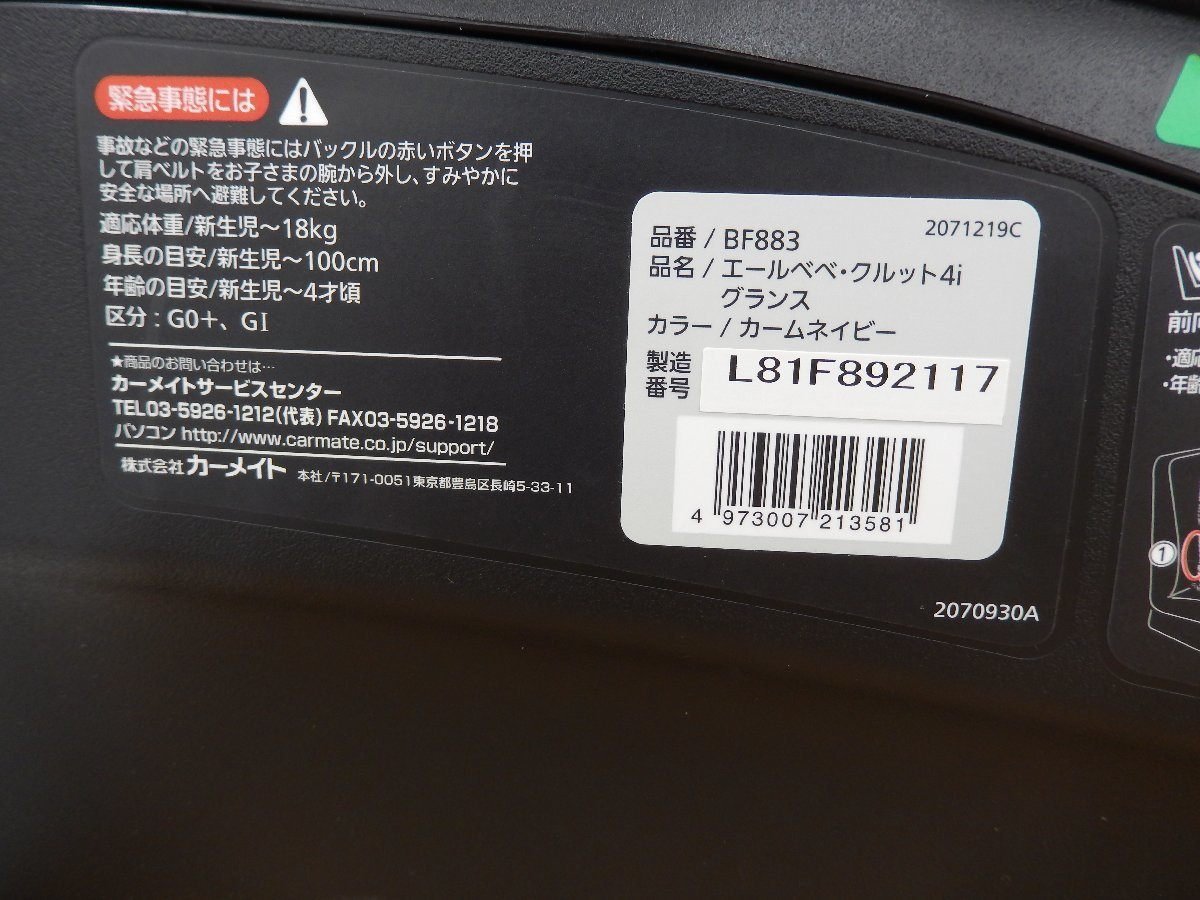 緊急事態には
事故などの緊急事態にはバックルの赤いボタンを押
して肩ベルトをお子さまの腕から外し、すみやかに
安全な場所へ避難してください。
適応体重/新生児～18kg
身長の目安/新生児～100cm
年齢の目安/新生児～4才頃
区分：G0+、GI
★商品のお問い合わせは…
カーメイトサービスセンター
TEL03-5926-1212(代表) FAX03-5926-1218
パソコン http://www.carmate.co.jp/support/
株式会社 カーメイト 本社/〒171-0051東京都豊島区長崎5-33-11
2071219C
品番 / BF883
品名 / エールベベ・クルット4i
グランス
カラー / カームネイビー
製造
番号
L81F892117
4 973007 213581
2070930A
前向
・適応
・年齢
1